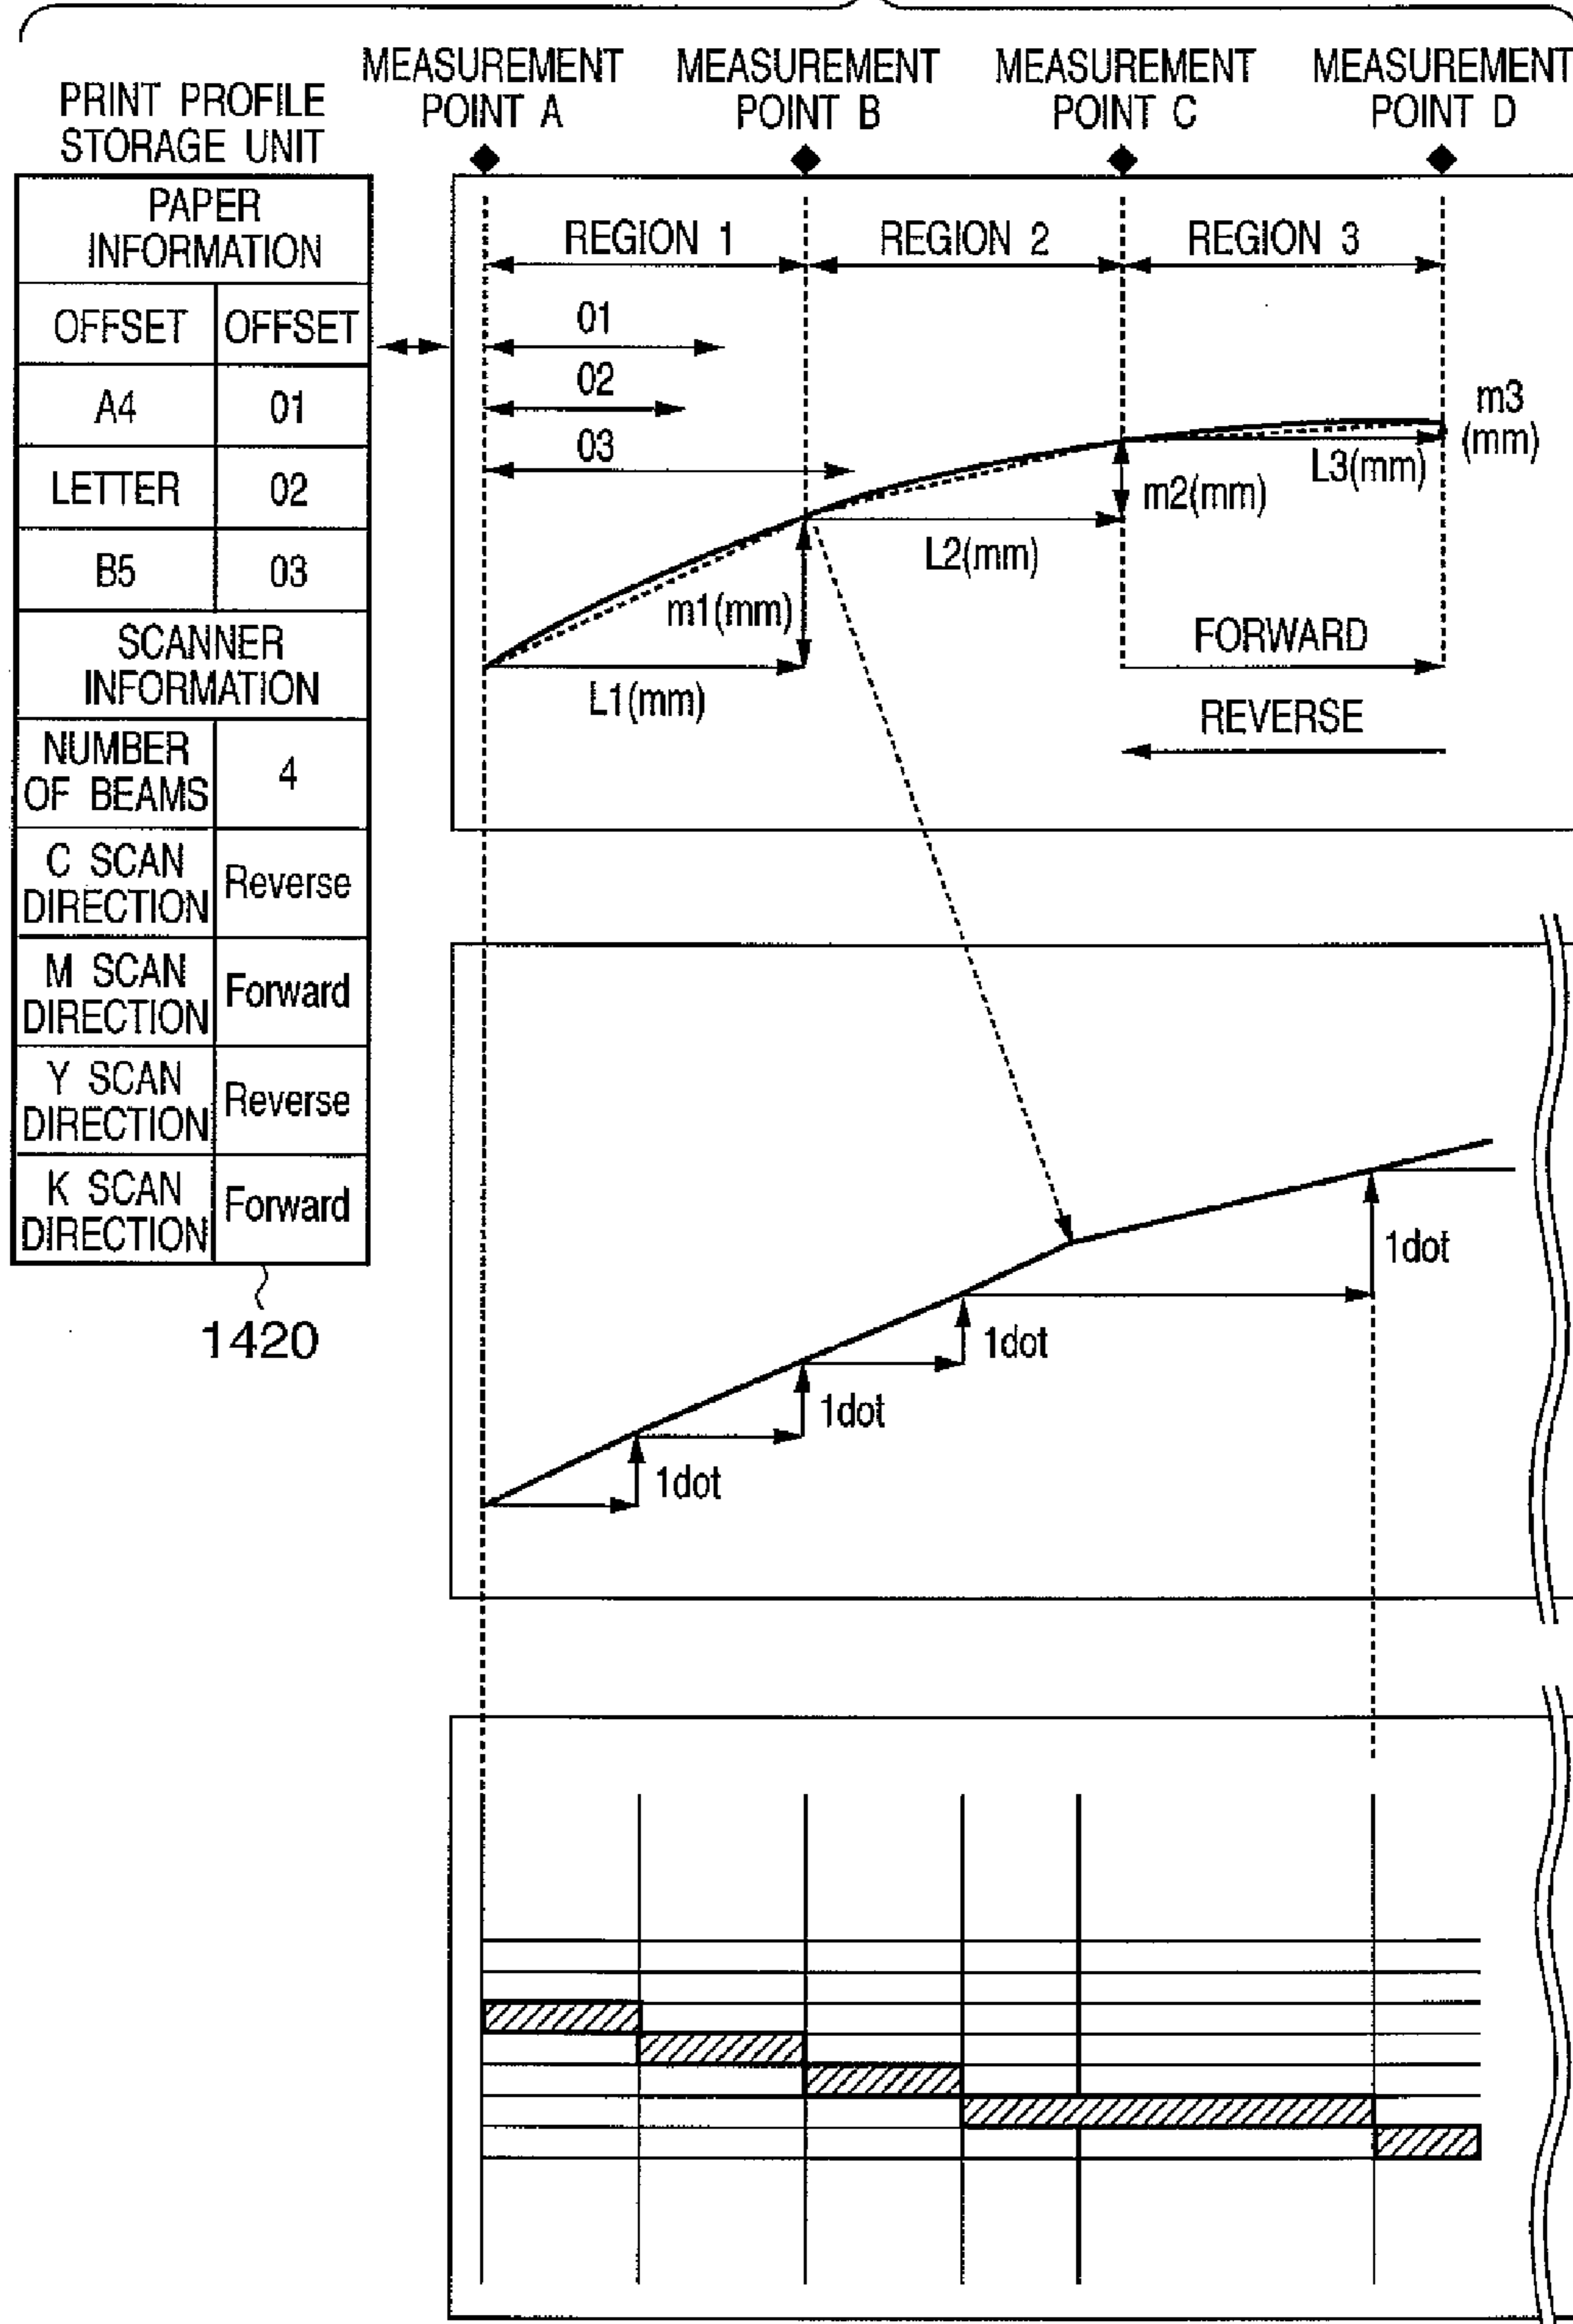 PRINT PROFILE
STORAGE UNIT
PAPER
INFORMATION
OFFSET OFFSET
A4 01
LETTER 02
B5 03
SCANNER
INFORMATION
NUMBER
OF BEAMS 4
C SCAN
DIRECTION Reverse
M SCAN
DIRECTION Forward
Y SCAN
DIRECTION Reverse
K SCAN
DIRECTION Forward
1420
MEASUREMENT
POINT A
MEASUREMENT
POINT B
MEASUREMENT
POINT C
MEASUREMENT
POINT D
REGION 1
REGION 2
REGION 3
01
02
03
m1(mm)
L1(mm)
L2(mm)
m2(mm)
L3(mm)
m3
(mm)
FORWARD
REVERSE
1dot
1dot
1dot
1dot